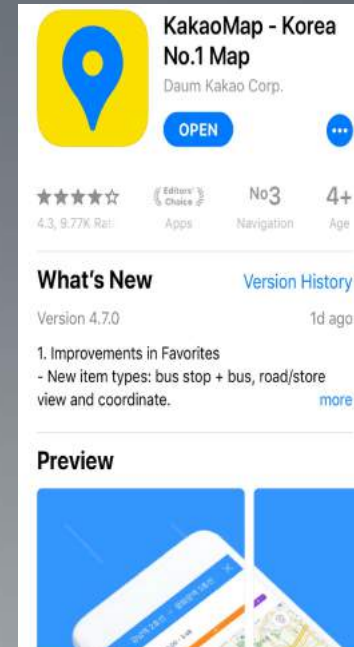 KakaoMap - Korea
No.1 Map
Daum Kakao Corp.
OPEN
Editors'
Choice
No3
4+
4.3, 9.77K Rat
Apps
Navigation
Age
What's New
Version History
Version 4.7.0
1d ago
1. Improvements in Favorites
- New item types: bus stop + bus, road/store
view and coordinate.
more
Preview